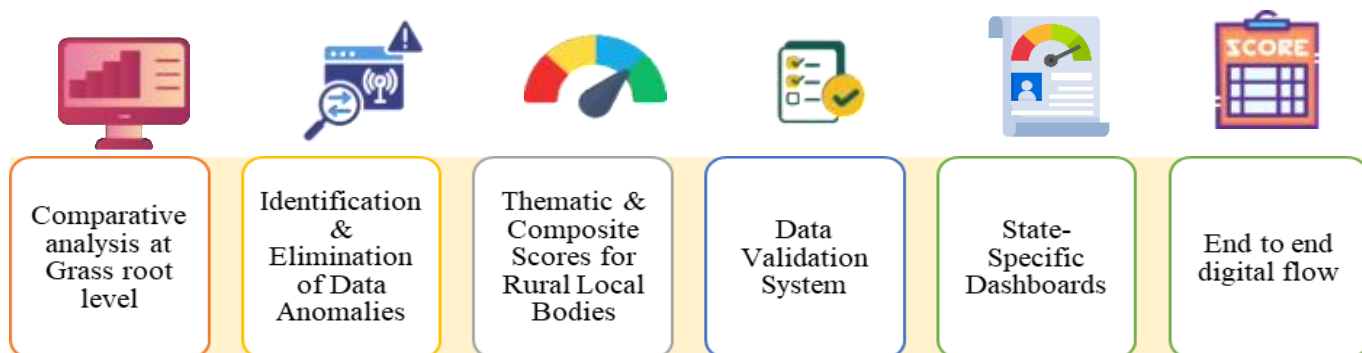 SCORE
Comparative
analysis at
Grass root
level
Identification
&
Elimination
of Data
Anomalies
Thematic &
Composite
Scores for
Rural Local
Bodies
Data
Validation
System
State-
Specific
Dashboards
End to end
digital flow